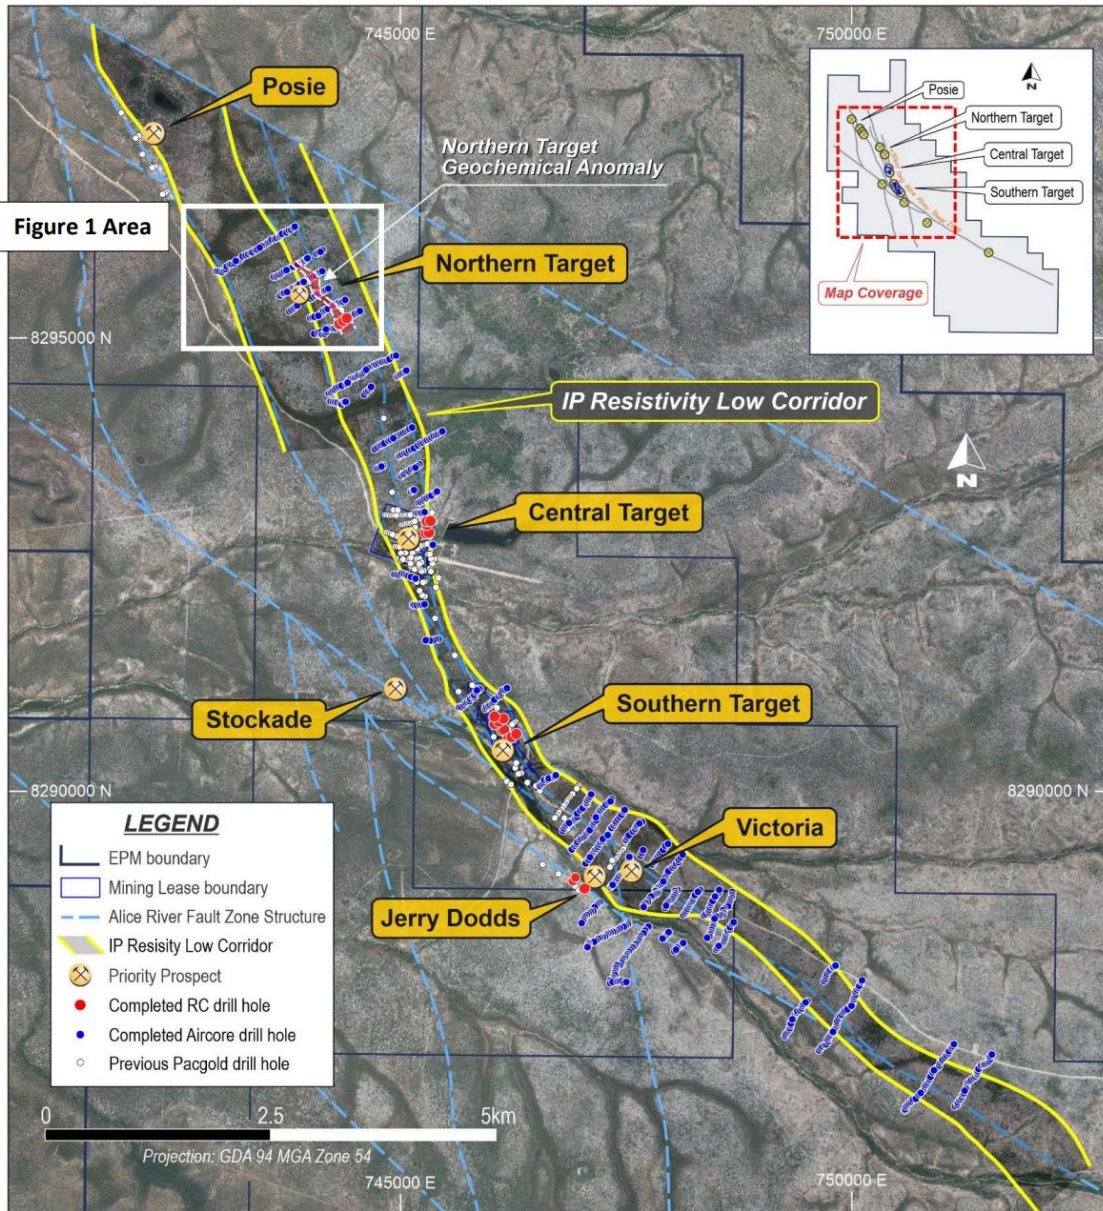 745000 E
750000 E
Posie
Northern Target
Geochemical Anomaly
Figure 1 Area
Northern Target
8295000 N
IP Resistivity Low Corridor
N
Central Target
Stockade
Southern Target
8290000 N
8290000 N
Victoria
Jerry Dodds
N
Posie
Northern Target
Central Target
Southern Target
Map Coverage
LEGEND
EPM boundary
Mining Lease boundary
Alice River Fault Zone Structure
IP Resisity Low Corridor
Priority Prospect
Completed RC drill hole
Completed Aircore drill hole
Previous Pacgold drill hole
0
2.5
5km
Projection: GDA 94 MGA Zone 54
745000 E
750000 E